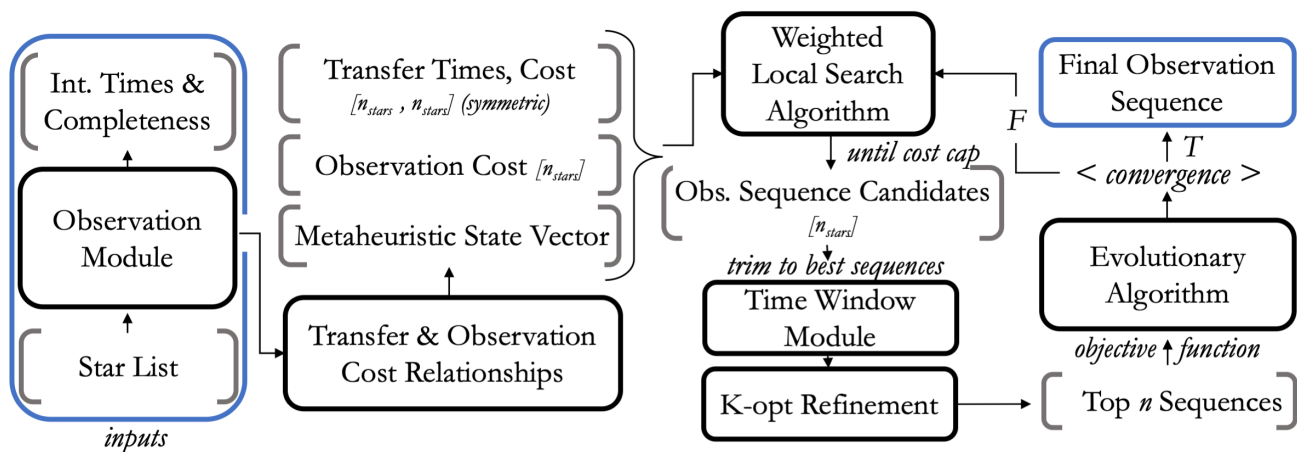 Int. Times &
Completeness
Observation
Module
Star List
inputs
Transfer Times, Cost
[n_stars , n_stars] (symmetric)
Observation Cost [n_stars]
Metaheuristic State Vector
Transfer & Observation
Cost Relationships
Weighted
Local Search
Algorithm
until cost cap
Obs. Sequence Candidates
[n_stars]
trim to best sequences
Time Window
Module
K-opt Refinement
Top n Sequences
objective function
Evolutionary
Algorithm
< convergence >
F
T
Final Observation
Sequence